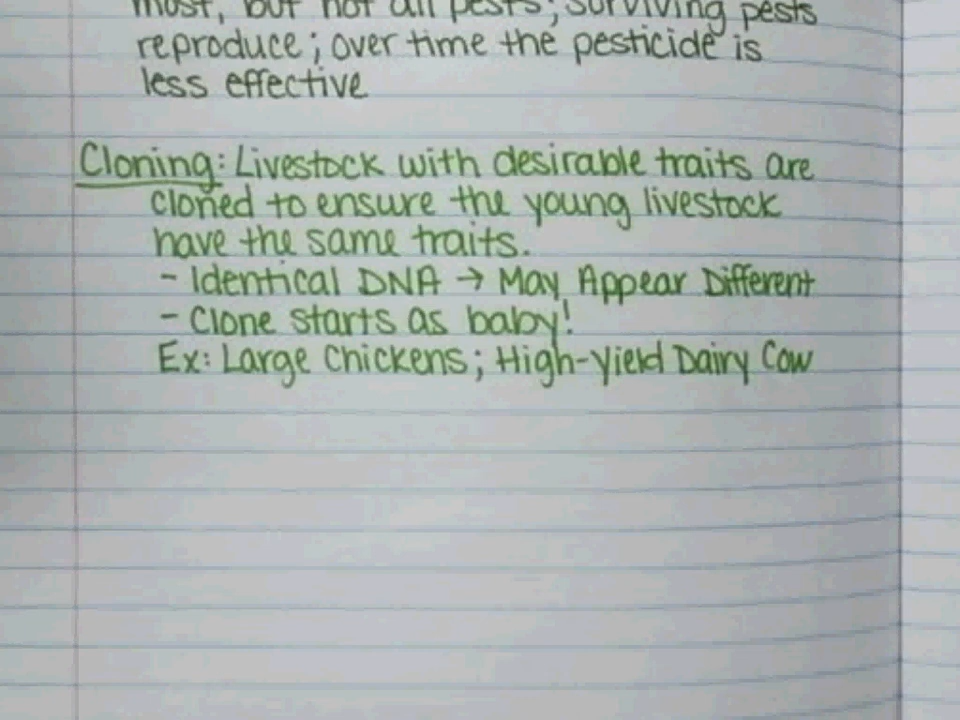 most, but not all pests; surviving pests
reproduce; over time the pesticide is
less effective
Cloning: Livestock with desirable traits are
cloned to ensure the young livestock
have the same traits.
- Identical DNA → May Appear Different
- Clone starts as baby!
Ex: Large Chickens; High-Yield Dairy Cow